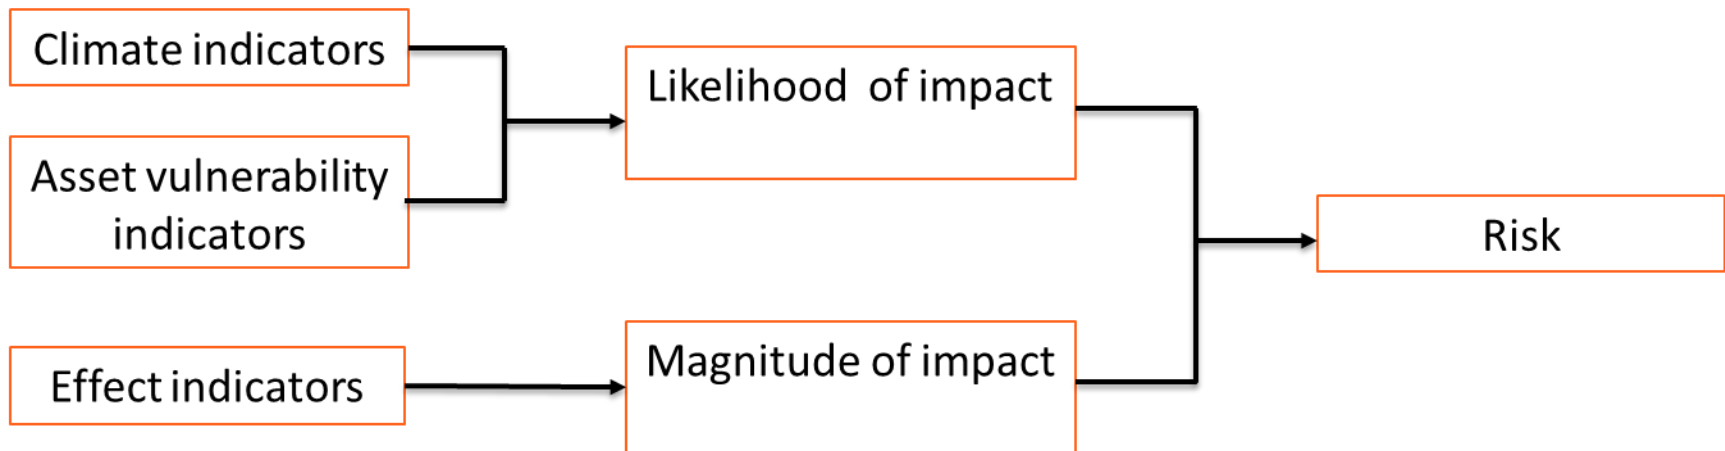 Climate indicators
Asset vulnerability
indicators
Effect indicators
Likelihood  of impact
Magnitude of impact
Risk